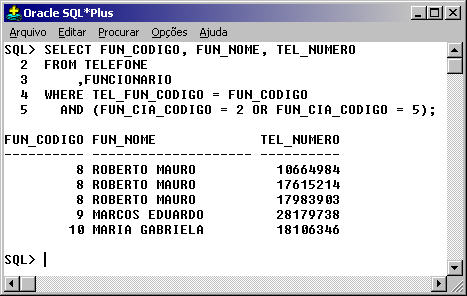 Oracle SQL*Plus
Arquivo Editar Procurar Opções Ajuda
SQL> SELECT FUN_CODIGO, FUN_NOME, TEL_NUMERO
  2  FROM TELEFONE
  3      ,FUNCIONARIO
  4  WHERE TEL_FUN_CODIGO = FUN_CODIGO
  5    AND (FUN_CIA_CODIGO = 2 OR FUN_CIA_CODIGO = 5);
FUN_CODIGO FUN_NOME             TEL_NUMERO
---------- -------------------- ----------
         8 ROBERTO MAURO          10664984
         8 ROBERTO MAURO          17615214
         8 ROBERTO MAURO          17983903
         9 MARCOS EDUARDO         28179738
        10 MARIA GABRIELA         18106346
SQL>